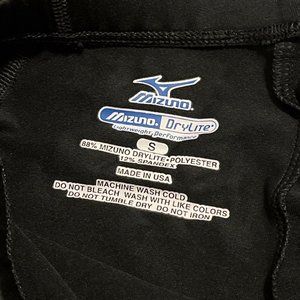 MIZUNO
MIZUNO DRYLITE
Lightweight, performance
S
88% MIZUNO DRYLITE•POLYESTER
12% SPANDEX
MADE IN USA
MACHINE WASH COLD
DO NOT BLEACH WASH WITH LIKE COLORS
DO NOT TUMBLE DRY DO NOT IRON